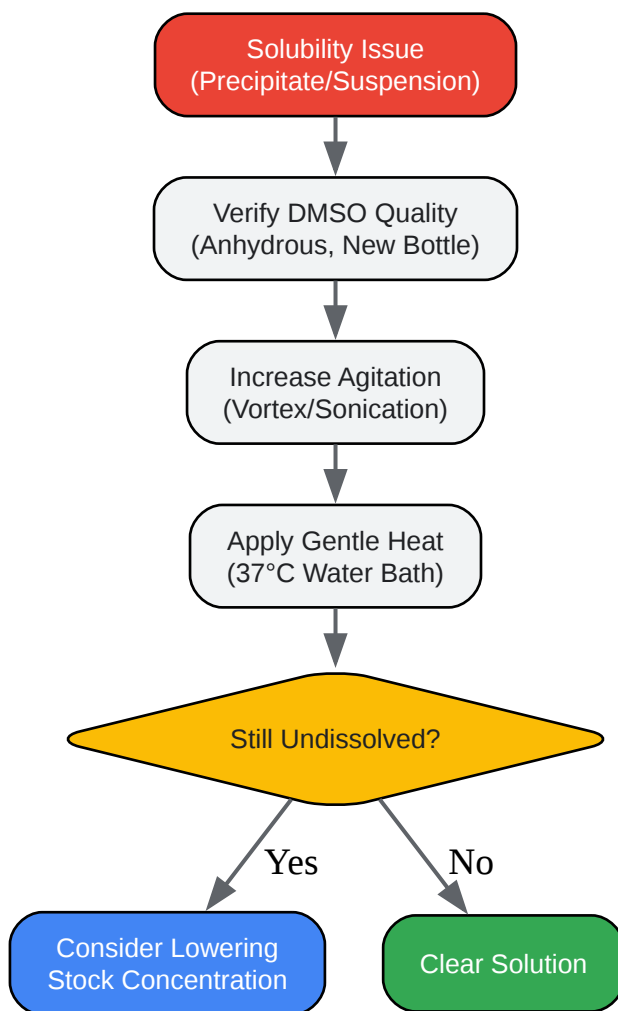 Solubility Issue
(Precipitate/Suspension)
Verify DMSO Quality
(Anhydrous, New Bottle)
Increase Agitation
(Vortex/Sonication)
Apply Gentle Heat
(37°C Water Bath)
Still Undissolved?
Yes
No
Consider Lowering
Stock Concentration
Clear Solution